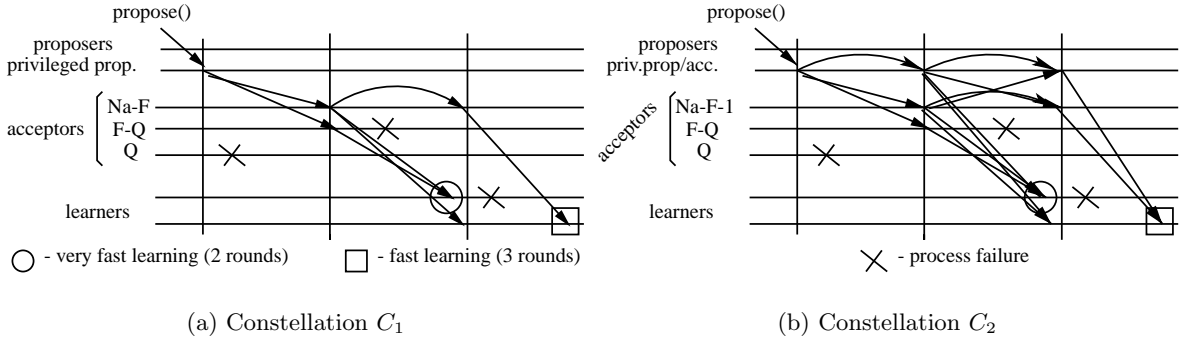 propose()
proposers
privileged prop.
Na-F
acceptors
F-Q
Q
learners
- very fast learning (2 rounds)
- fast learning (3 rounds)
(a) Constellation C1
propose()
proposers
priv.prop/acc.
Na-F-1
acceptors
F-Q
Q
learners
- process failure
(b) Constellation C2